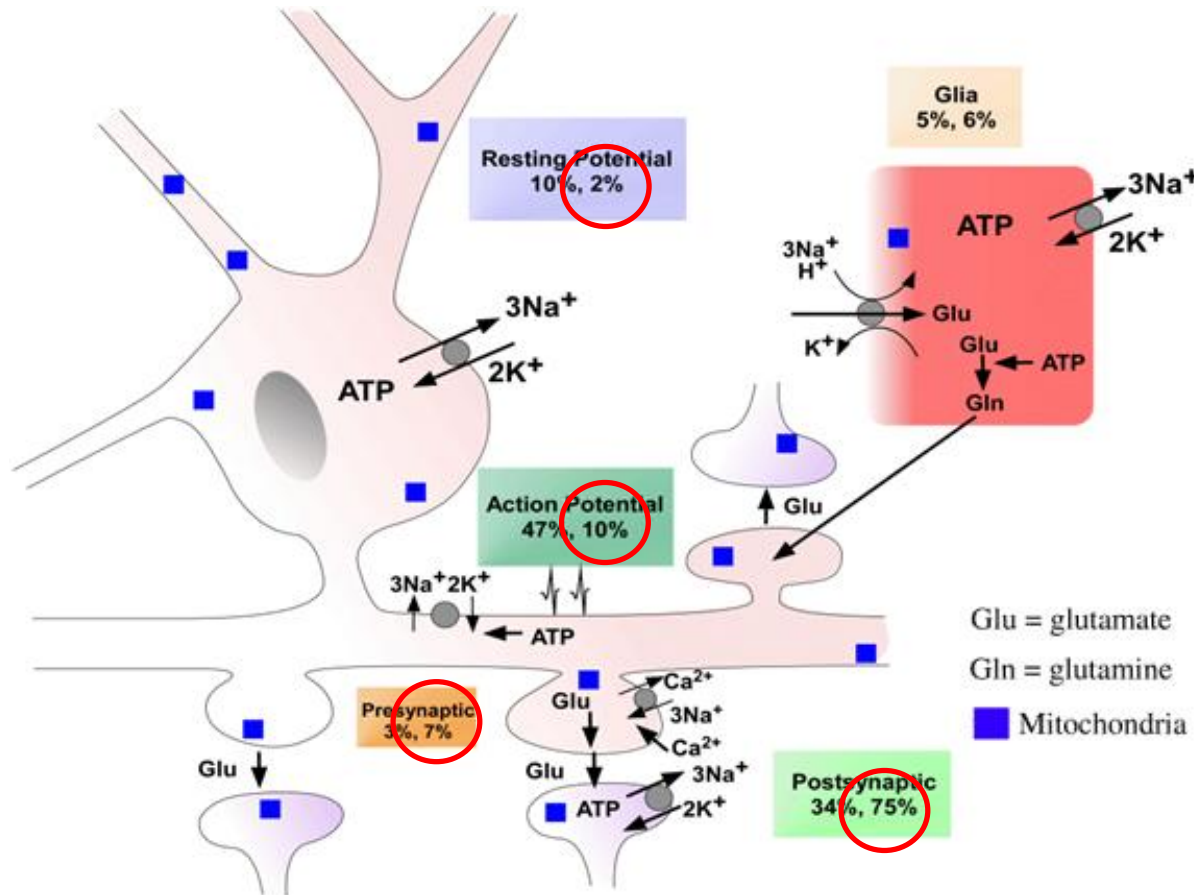 Glia
5%, 6%
Resting Potential
10%, 2%
3Na⁺
2K⁺
ATP
3Na⁺
2K⁺
ATP
3Na⁺
H⁺
Glu
K⁺
Glu
ATP
Gln
Action Potential
47%, 10%
Glu
3Na⁺ 2K⁺
ATP
Glu = glutamate
Gln = glutamine
Mitochondria
Presynaptic
3%, 7%
Glu
Ca²⁺
3Na⁺
Ca²⁺
Glu
Glu
ATP
3Na⁺
2K⁺
Postsynaptic
34%, 75%